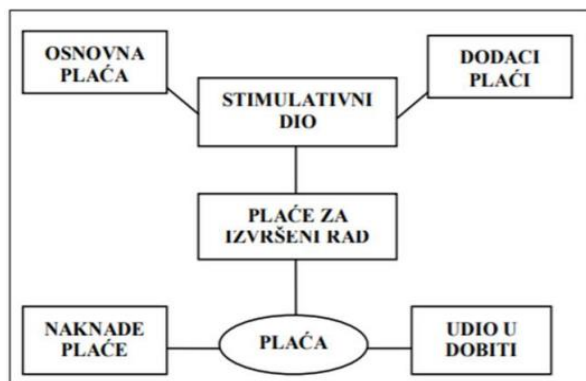 OSNOVNA
PLAĆA
DODACI
PLAĆI
STIMULATIVNI
DIO
PLAĆE ZA
IZVRŠENI RAD
NAKNADE
PLAĆE
PLAĆA
UDIO U
DOBITI